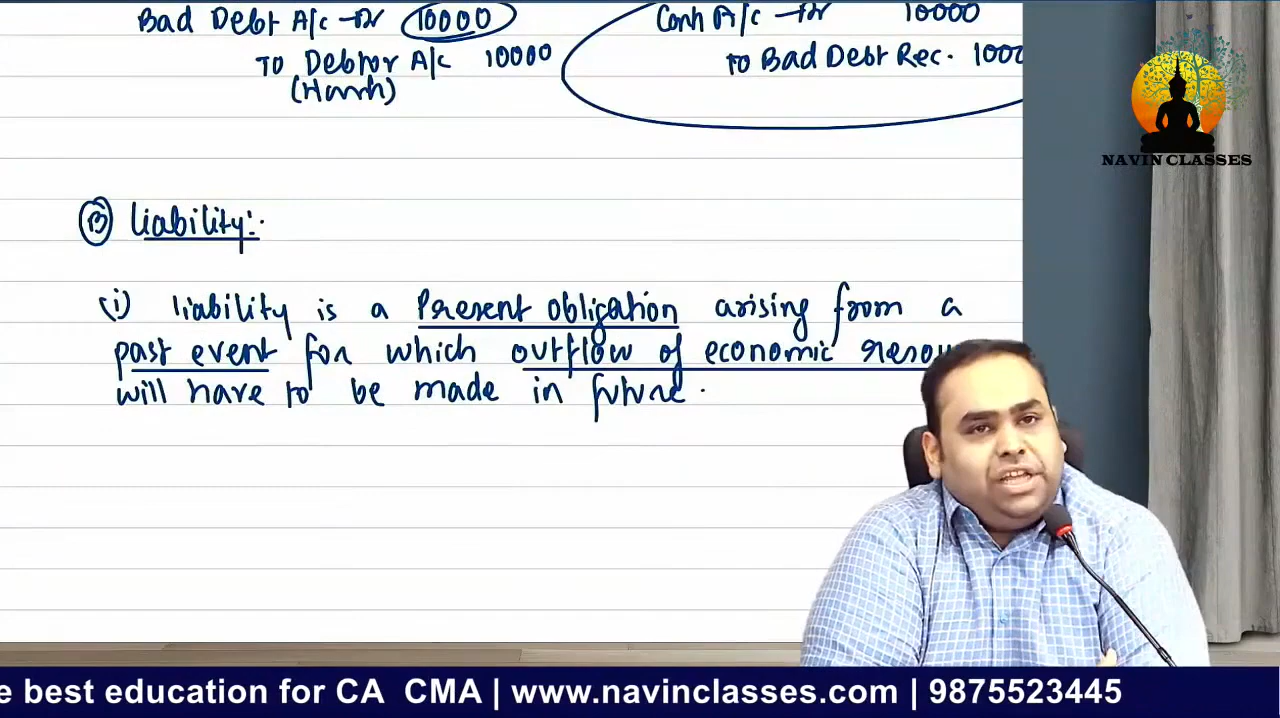 Bad Debt A/c Dr 10000
To Debtor A/c 10000
(Harsh)
Cash A/c Dr 10000
To Bad Debt Rec. 1000
NAVIN CLASSES
(B) Liability:-
(i) liability is a Present obligation arising from a
past event for which outflow of economic resou
will have to be made in future.
e best education for CA CMA | www.navinclasses.com | 9875523445